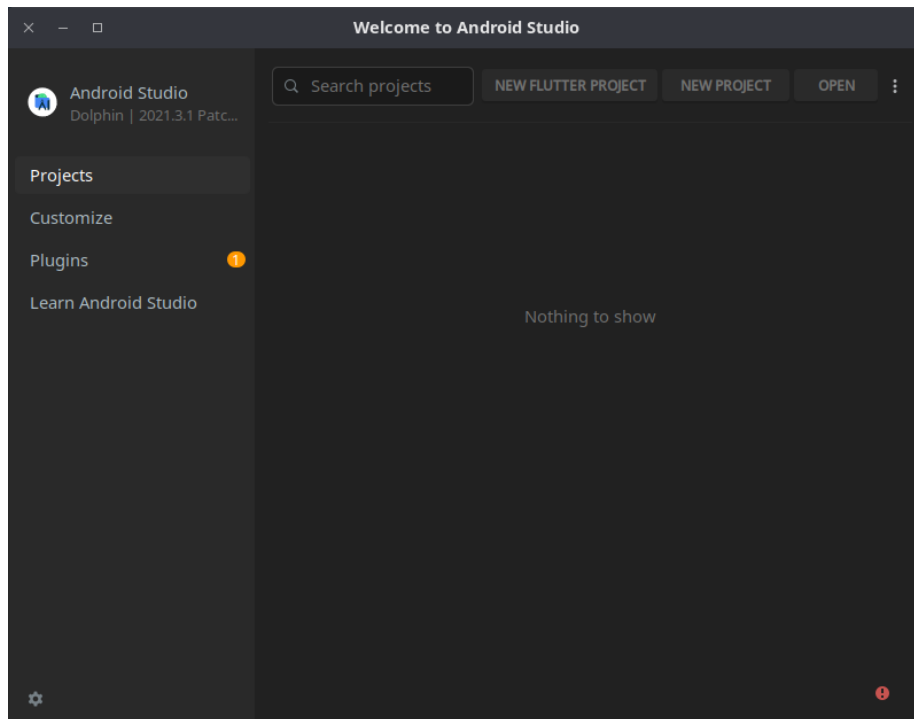 Welcome to Android Studio
Android Studio
Dolphin | 2021.3.1 Patc...
Search projects
NEW FLUTTER PROJECT
NEW PROJECT
OPEN
Projects
Customize
Plugins
1
Learn Android Studio
Nothing to show